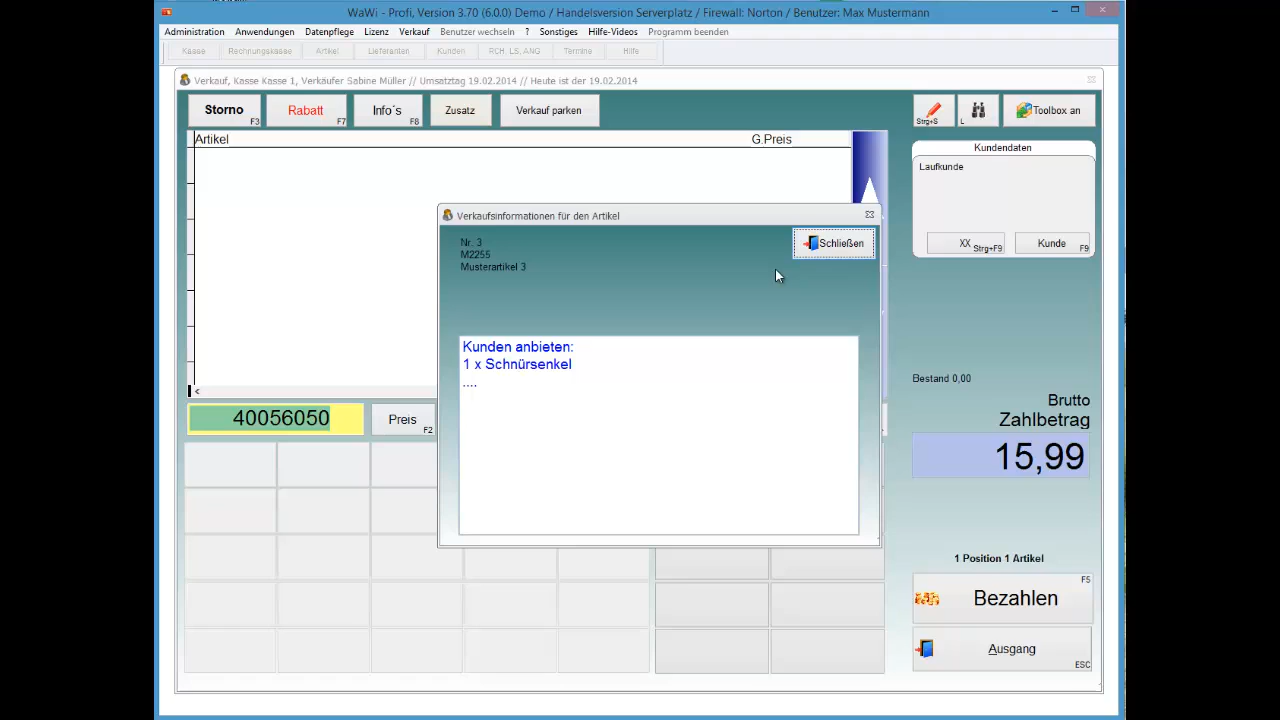 WaWi - Profi, Version 3.70 (6.0.0) Demo / Handelsversion Serverplatz / Firewall: Norton / Benutzer: Max Mustermann
Administration Anwendungen Datenpflege Lizenz Verkauf Benutzer wechseln ? Sonstiges Hilfe-Videos Programm beenden
Kasse Rechnungskasse Artikel Lieferanten Kunden RCH, LS, ANG Termine Hilfe
Verkauf, Kasse Kasse 1, Verkäufer Sabine Müller // Umsatztag 19.02.2014 // Heute ist der 19.02.2014
Storno F3 Rabatt F7 Info´s F8 Zusatz Verkauf parken Strg+S L Toolbox an
Artikel G.Preis
Kundendaten
Laufkunde
XX Strg+F9 Kunde F9
Verkaufsinformationen für den Artikel
Nr. 3
M2255
Musterartikel 3
Schließen
Kunden anbieten:
1 x Schnürsenkel
....
<
40056050 Preis F2
Bestand 0,00
Brutto
Zahlbetrag
15,99
1 Position 1 Artikel
Bezahlen F5
Ausgang ESC